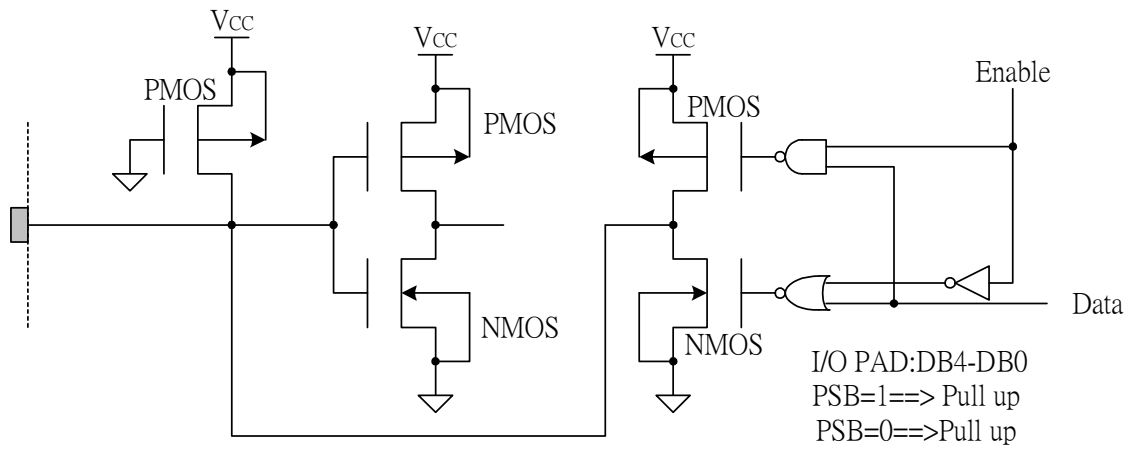 VCC
VCC
VCC
Enable
PMOS
PMOS
PMOS
NMOS
NMOS
Data
I/O PAD:DB4-DB0
PSB=1==> Pull up
PSB=0==>Pull up